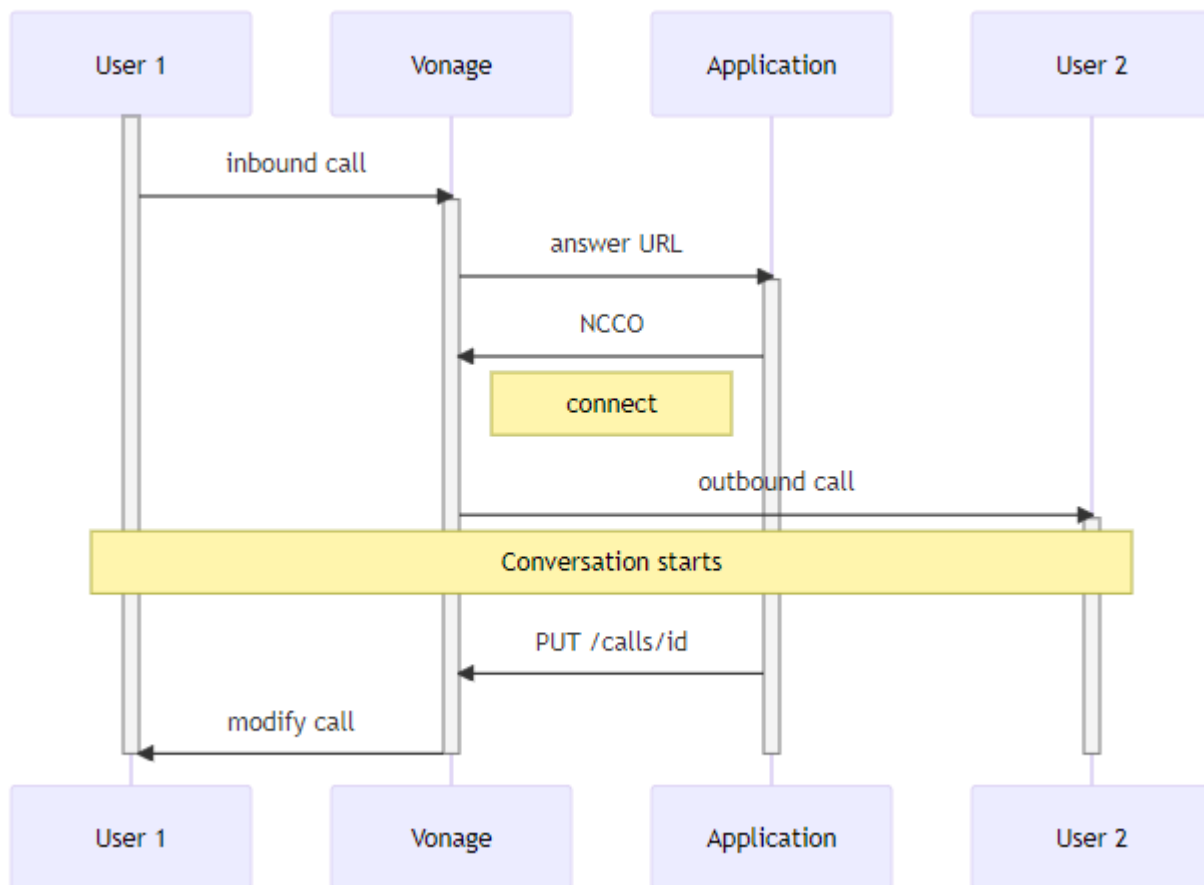 User 1
Vonage
Application
User 2
inbound call
answer URL
NCCO
connect
outbound call
Conversation starts
PUT /calls/id
modify call
User 1
Vonage
Application
User 2